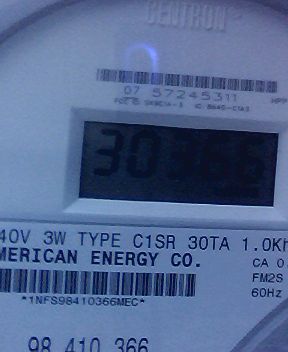 CENTRON®
07 57245311
30366
40V 3W TYPE C1SR 30TA 1.0Kh
MERICAN ENERGY CO.
CA 0.
FM2S
*1NFS98410366MEC*
60Hz
98 410 366